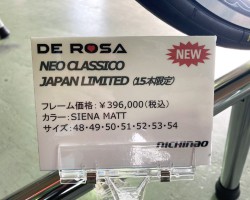 DE ROSA
NEW
NEO CLASSICO
JAPAN LIMITED (15本限定)
フレーム価格：￥396,000(税込)
カラー：SIENA MATT
サイズ：48・49・50・51・52・53・54
nichinao